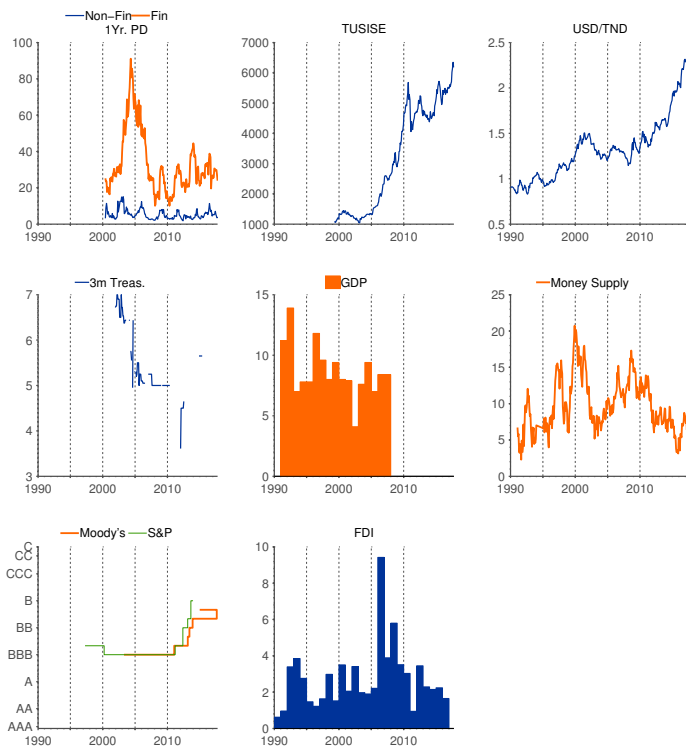 Non-Fin Fin
1Yr. PD
100
80
60
40
20
0
1990 2000 2010
TUSISE
7000
6000
5000
4000
3000
2000
1000
1990 2000 2010
USD/TND
2.5
2
1.5
1
0.5
1990 2000 2010
3m Treas.
7
6
5
4
3
1990 2000 2010
GDP
15
10
5
0
1990 2000 2010
Money Supply
25
20
15
10
5
0
1990 2000 2010
Moody's S&P
C
CC
CCC
B
BB
BBB
A
AA
AAA
1990 2000 2010
FDI
10
8
6
4
2
0
1990 2000 2010